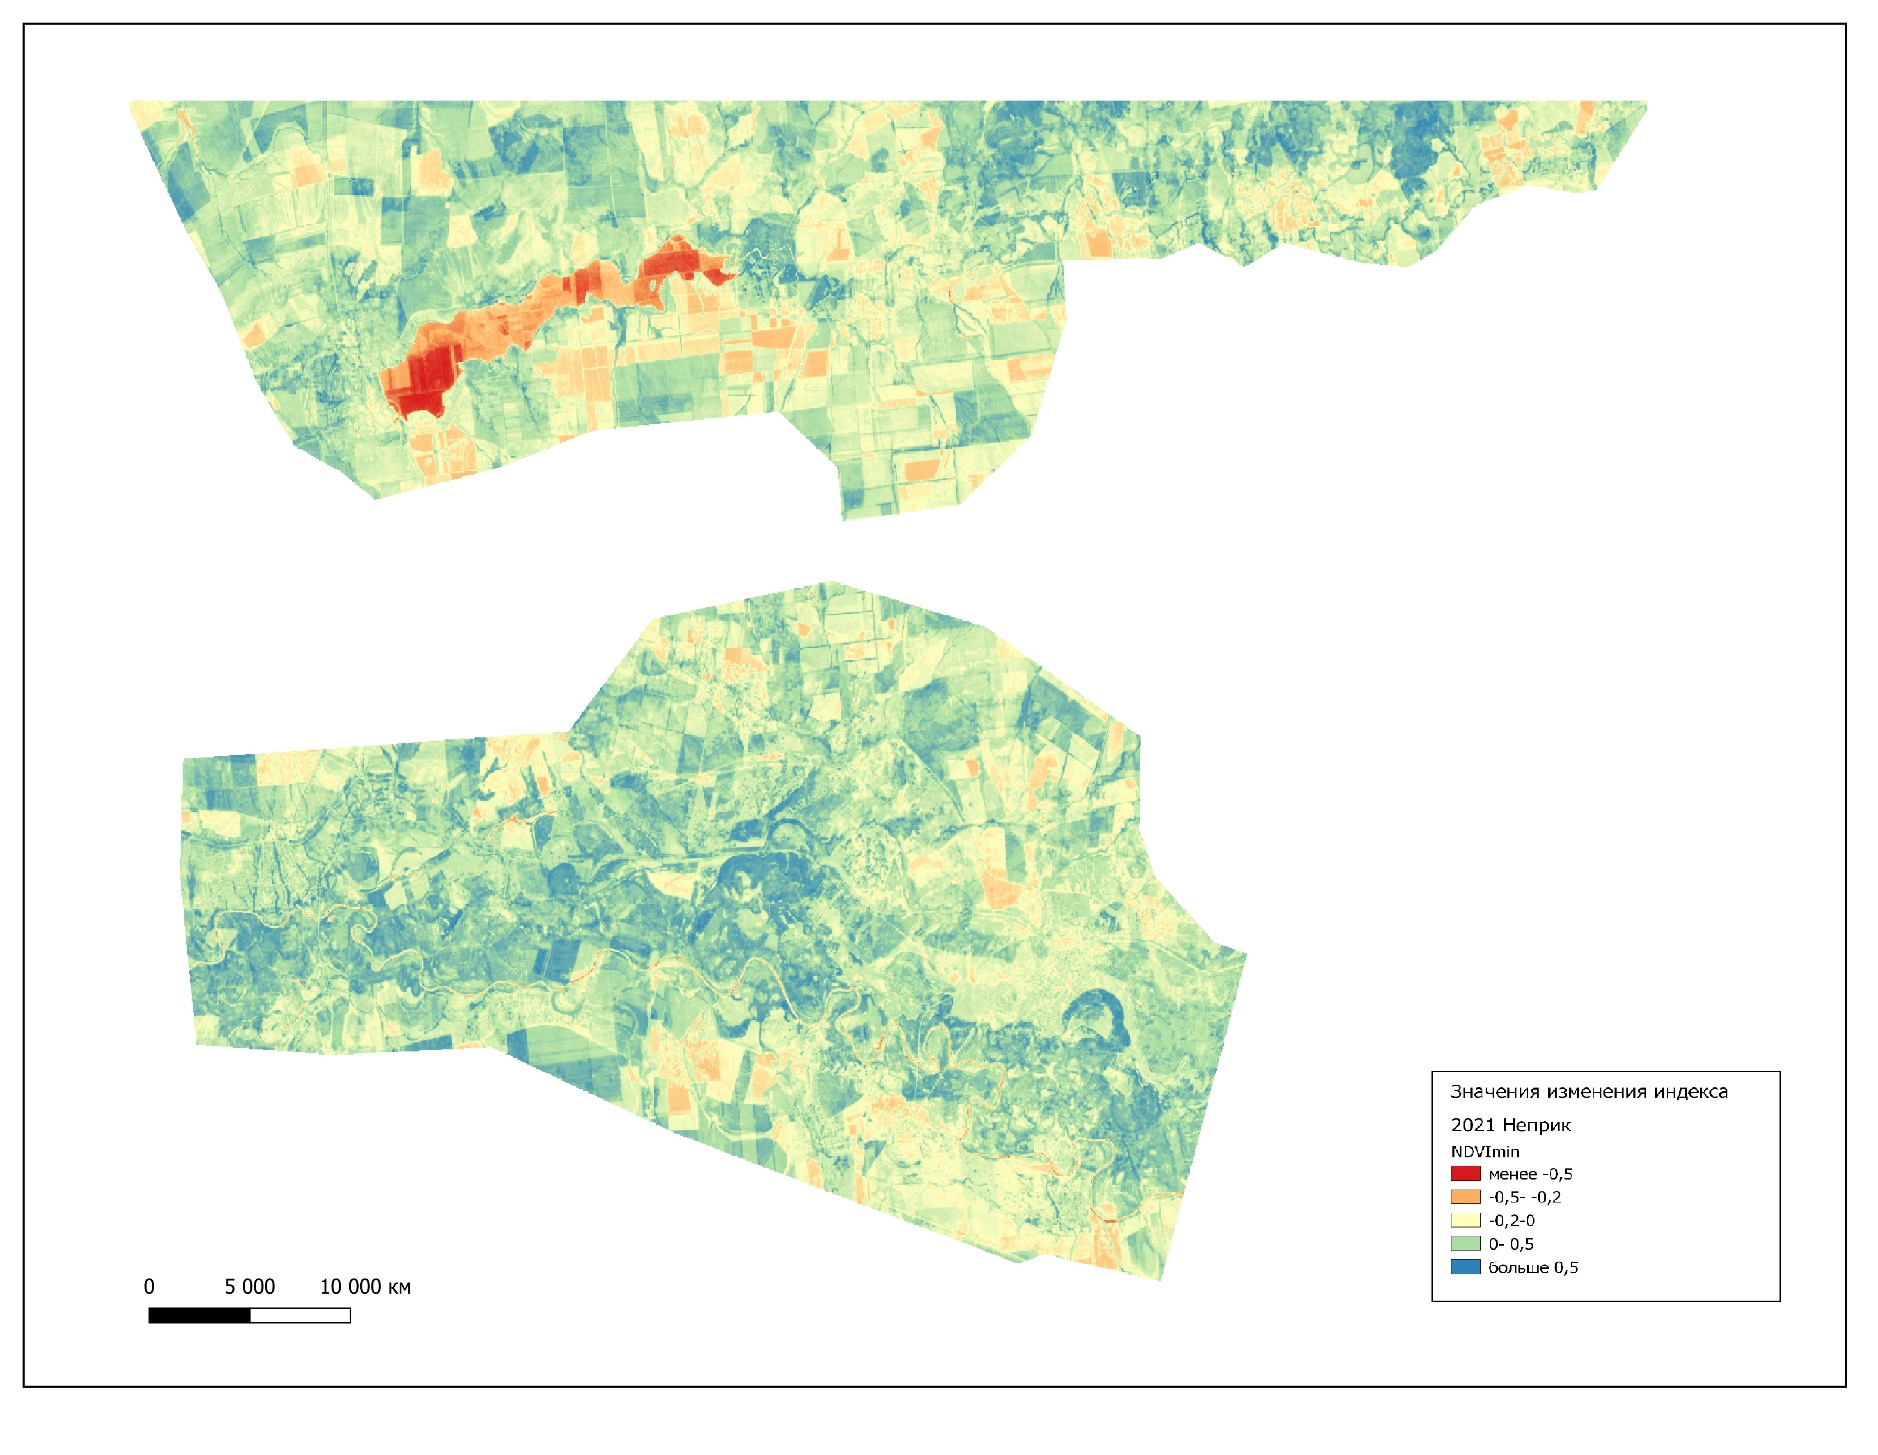 Значения изменения индекса
2021 Неприк
NDVImin
менее -0,5
-0,5- -0,2
-0,2-0
0- 0,5
больше 0,5
0 5 000 10 000 км